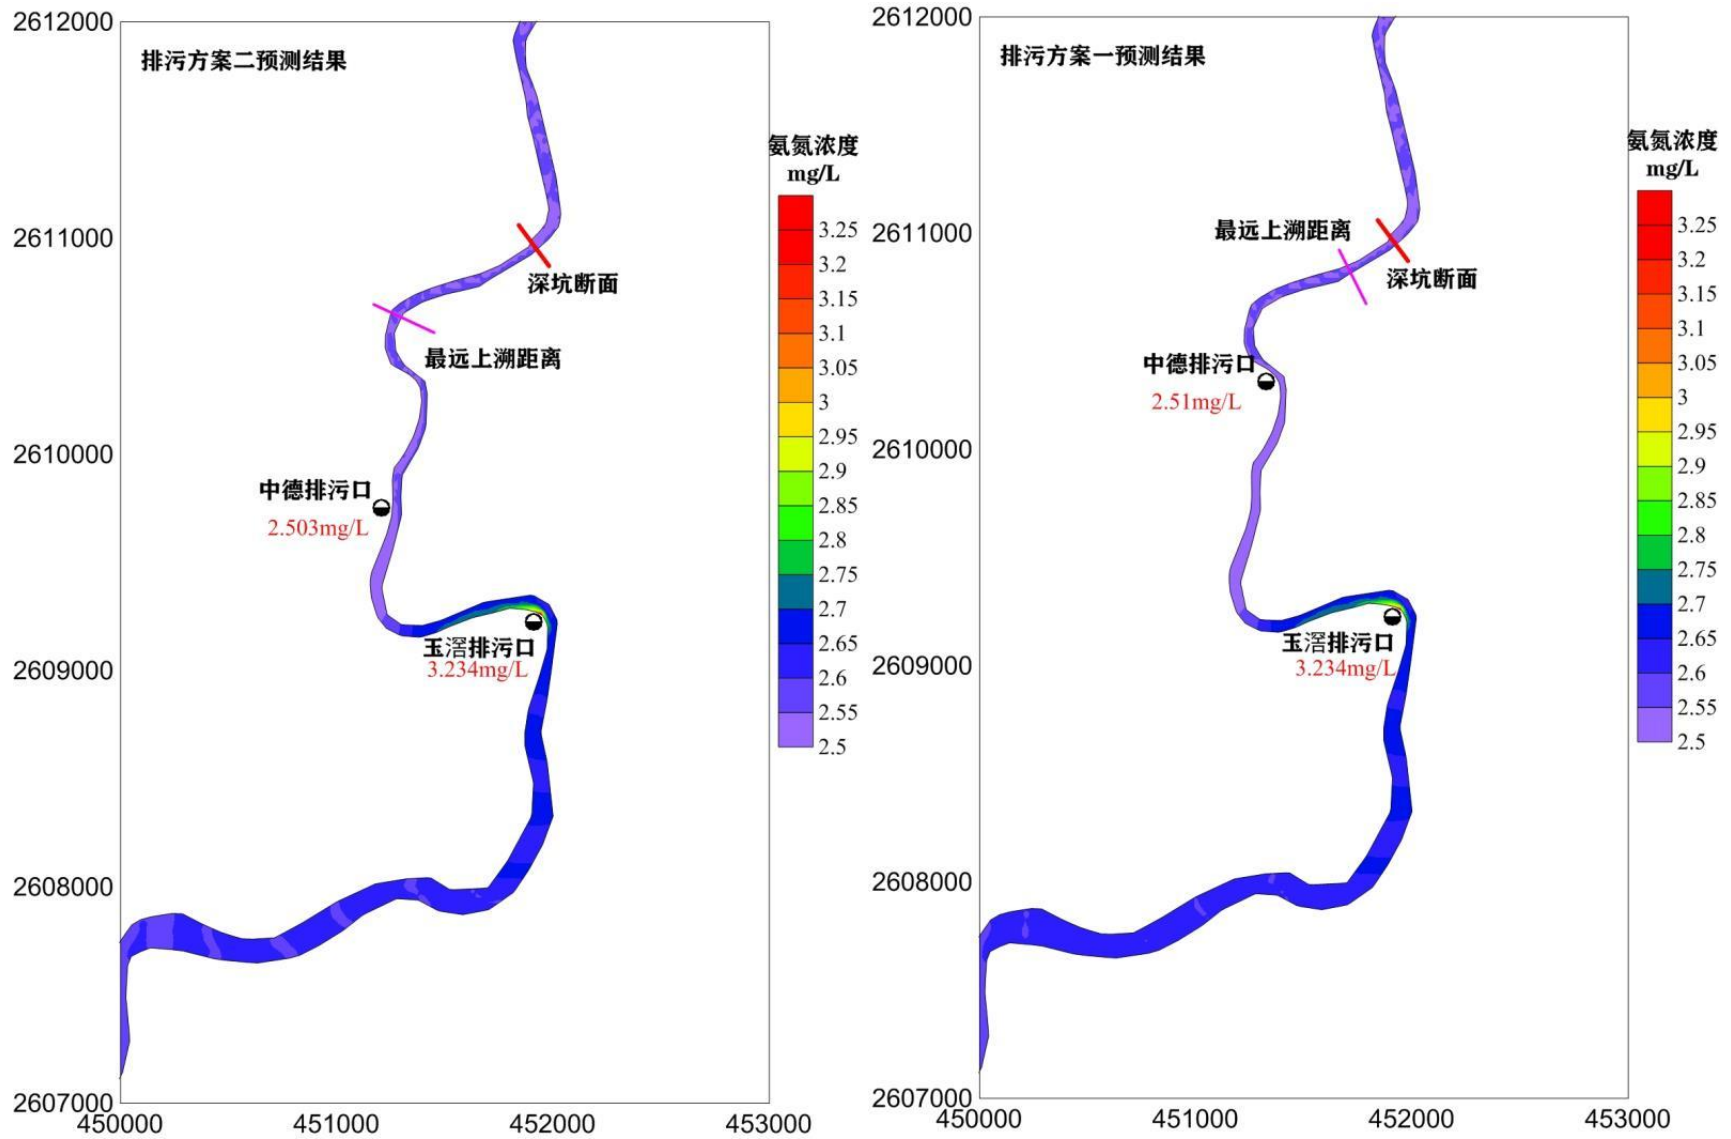 排污方案二预测结果
氨氮浓度
mg/L
3.25
3.2
3.15
3.1
3.05
3
2.95
2.9
2.85
2.8
2.75
2.7
2.65
2.6
2.55
2.5
深坑断面
最远上溯距离
中德排污口
2.503mg/L
玉滘排污口
3.234mg/L
2612000
2611000
2610000
2609000
2608000
2607000
450000
451000
452000
453000
排污方案一预测结果
氨氮浓度
mg/L
3.25
3.2
3.15
3.1
3.05
3
2.95
2.9
2.85
2.8
2.75
2.7
2.65
2.6
2.55
2.5
最远上溯距离
深坑断面
中德排污口
2.51mg/L
玉滘排污口
3.234mg/L
2612000
2611000
2610000
2609000
2608000
2607000
450000
451000
452000
453000